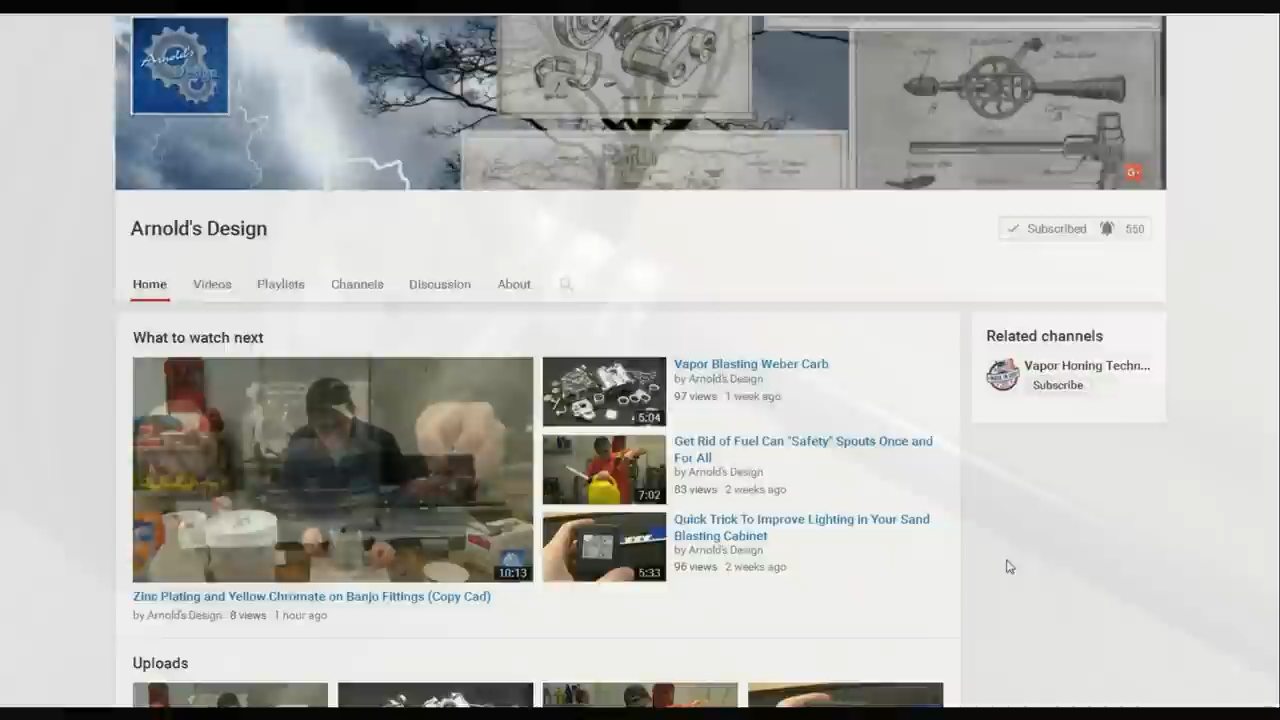 Arnold's
Design
Arnold's Design
Subscribed 550
Home Videos Playlists Channels Discussion About
What to watch next
10:13
Zinc Plating and Yellow Chromate on Banjo Fittings (Copy Cad)
by Arnold's Design 8 views 1 hour ago
5:04
Vapor Blasting Weber Carb
by Arnold's Design
97 views 1 week ago
7:02
Get Rid of Fuel Can "Safety" Spouts Once and
For All
by Arnold's Design
83 views 2 weeks ago
5:33
Quick Trick To Improve Lighting in Your Sand
Blasting Cabinet
by Arnold's Design
96 views 2 weeks ago
Related channels
Vapor Honing Techn...
Subscribe
Uploads